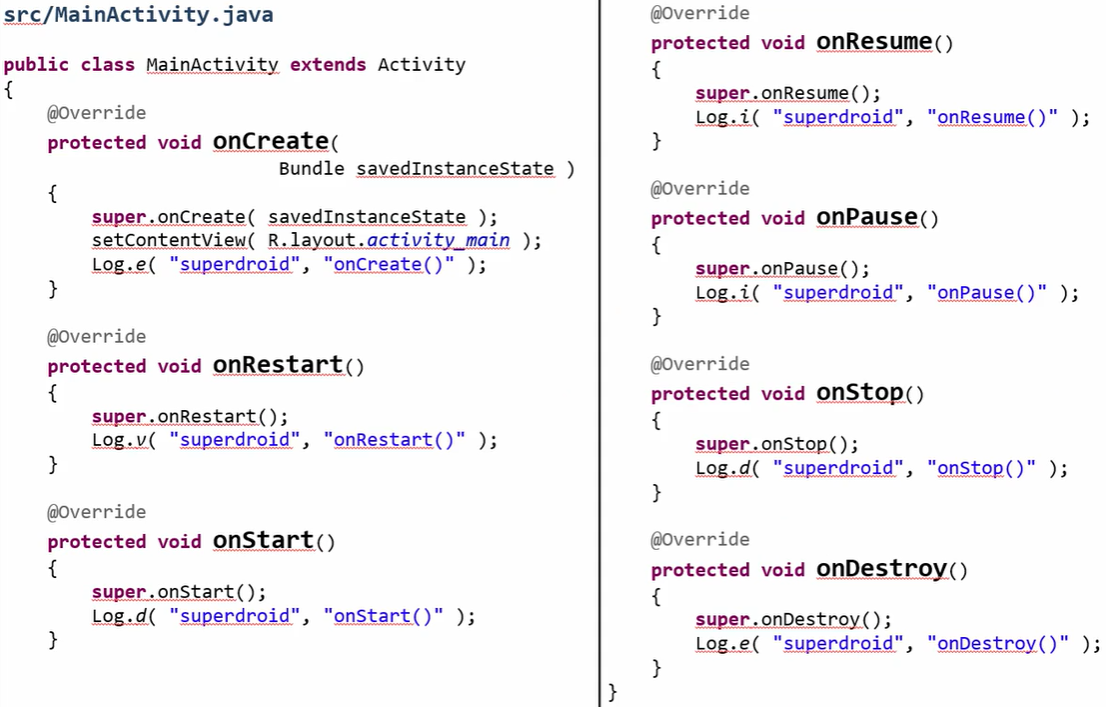 src/MainActivity.java
public class MainActivity extends Activity
{
@Override
protected void onCreate(
Bundle savedInstanceState )
{
super.onCreate( savedInstanceState );
setContentView( R.layout.activity_main );
Log.e( "superdroid", "onCreate()" );
}
@Override
protected void onRestart()
{
super.onRestart();
Log.v( "superdroid", "onRestart()" );
}
@Override
protected void onStart()
{
super.onStart();
Log.d( "superdroid", "onStart()" );
}
@Override
protected void onResume()
{
super.onResume();
Log.i( "superdroid", "onResume()" );
}
@Override
protected void onPause()
{
super.onPause();
Log.i( "superdroid", "onPause()" );
}
@Override
protected void onStop()
{
super.onStop();
Log.d( "superdroid", "onStop()" );
}
@Override
protected void onDestroy()
{
super.onDestroy();
Log.e( "superdroid", "onDestroy()" );
}
}